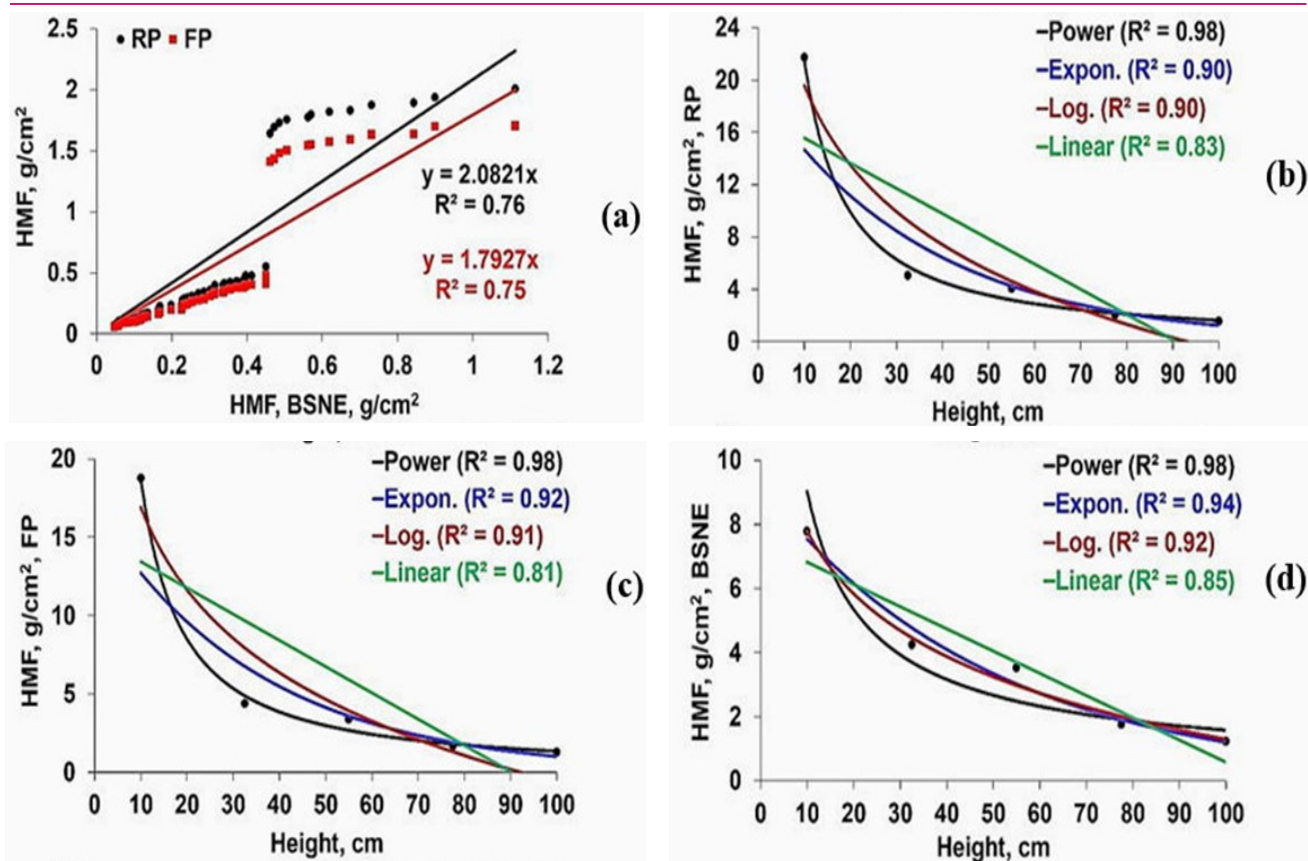 RP FP
HMF, g/cm²
2.5
2
1.5
1
0.5
0
y = 2.0821x
R² = 0.76
y = 1.7927x
R² = 0.75
(a)
0 0.2 0.4 0.6 0.8 1 1.2
HMF, BSNE, g/cm²
HMF, g/cm², RP
24
20
16
12
8
4
0
–Power (R² = 0.98)
–Expon. (R² = 0.90)
–Log. (R² = 0.90)
–Linear (R² = 0.83)
(b)
0 10 20 30 40 50 60 70 80 90 100
Height, cm
HMF, g/cm², FP
20
15
10
5
0
–Power (R² = 0.98)
–Expon. (R² = 0.92)
–Log. (R² = 0.91)
–Linear (R² = 0.81)
(c)
0 10 20 30 40 50 60 70 80 90 100
Height, cm
HMF, g/cm², BSNE
10
8
6
4
2
0
–Power (R² = 0.98)
–Expon. (R² = 0.94)
–Log. (R² = 0.92)
–Linear (R² = 0.85)
(d)
0 10 20 30 40 50 60 70 80 90 100
Height, cm